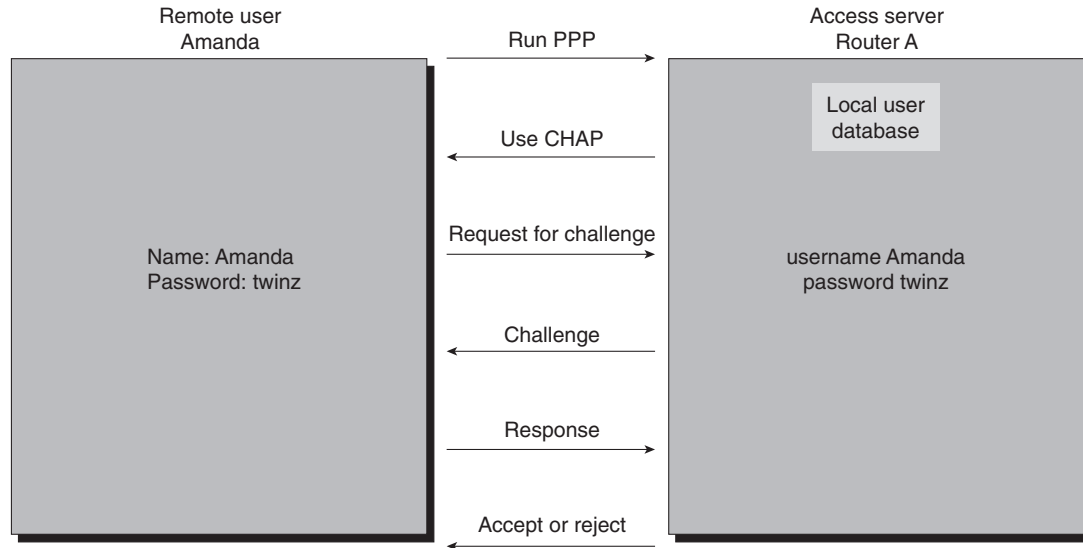 Remote user
Amanda
Access server
Router A
Run PPP
Local user
database
Use CHAP
Request for challenge
Name: Amanda
Password: twinz
username Amanda
password twinz
Challenge
Response
Accept or reject